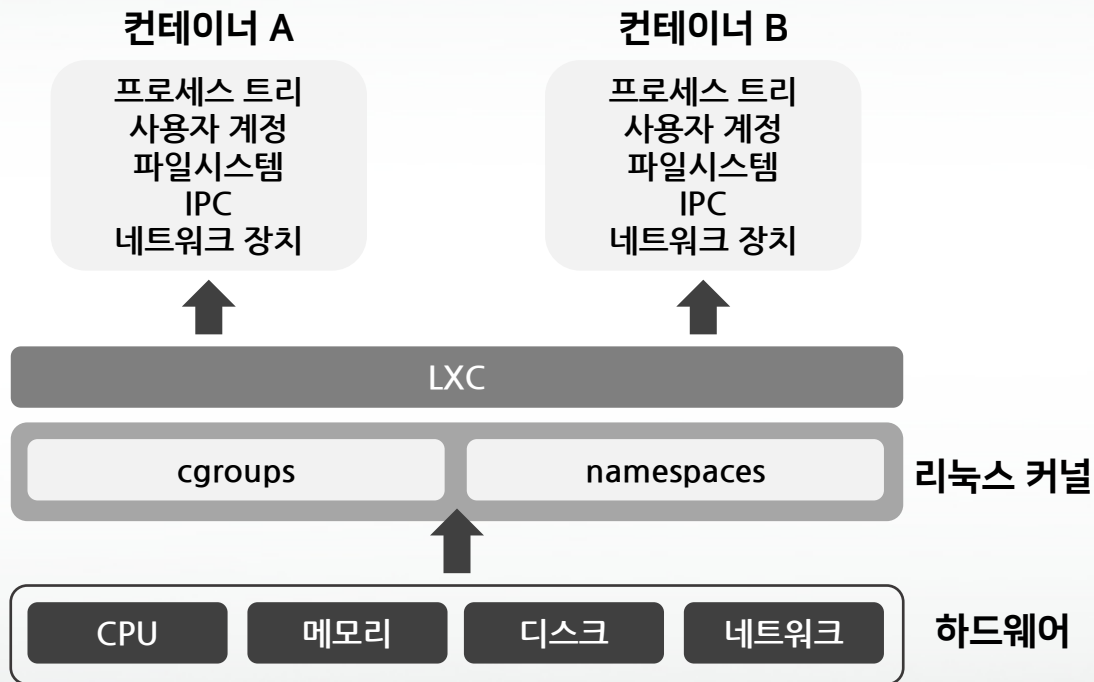 컨테이너 A
컨테이너 B
프로세스 트리
사용자 계정
파일시스템
IPC
네트워크 장치
프로세스 트리
사용자 계정
파일시스템
IPC
네트워크 장치
LXC
cgroups
namespaces
리눅스 커널
CPU
메모리
디스크
네트워크
하드웨어